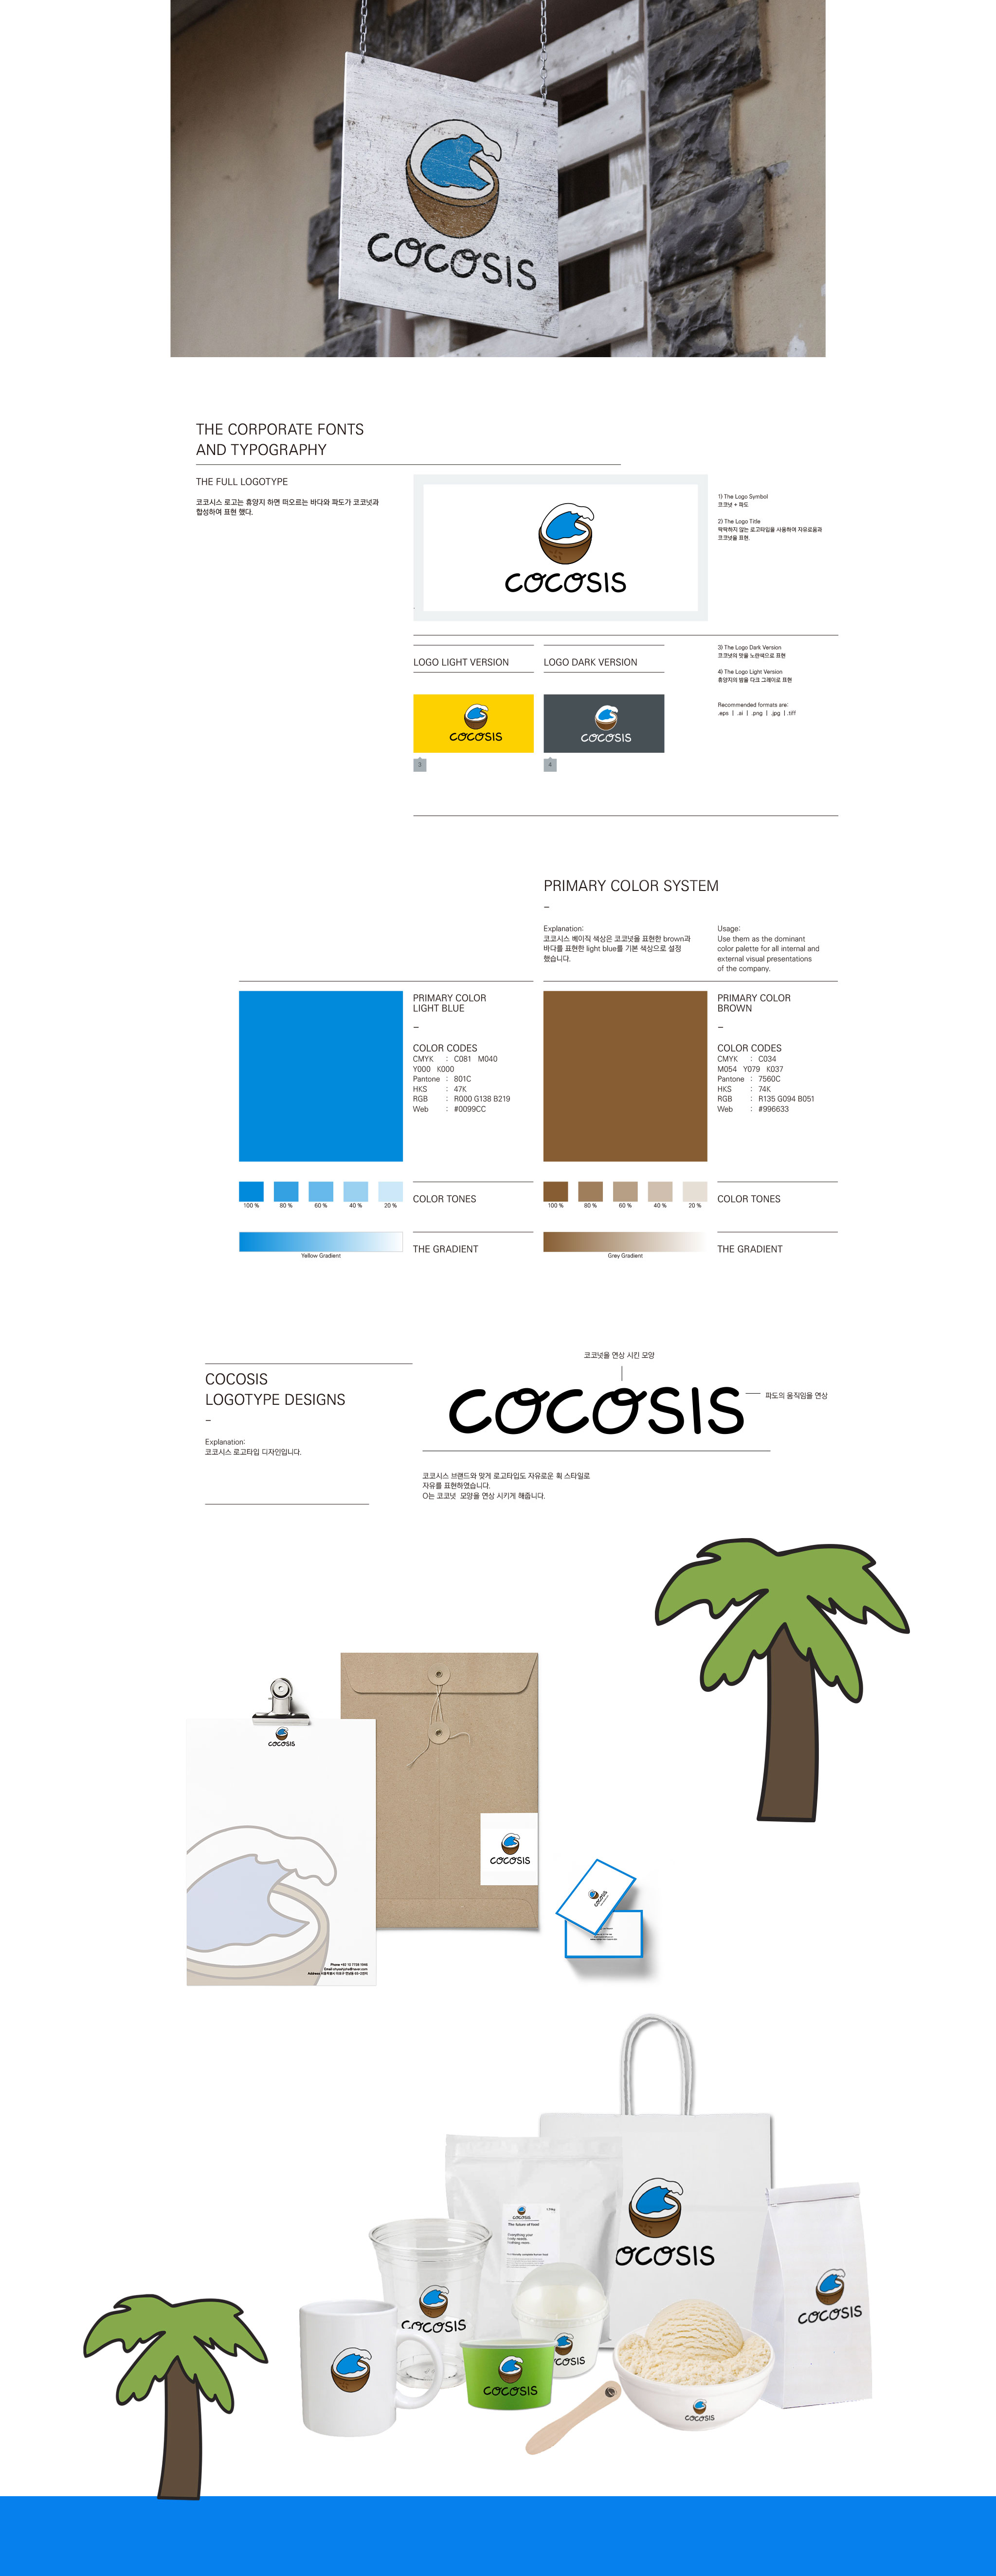 COCOSIS
THE CORPORATE FONTS
AND TYPOGRAPHY
THE FULL LOGOTYPE
코코시스 로고는 휴양지 하면 떠오르는 바다와 파도가 코코넛과
합성하여 표현 했다.
COCOSIS
1) The Logo Symbol
코코넛 + 파도
2) The Logo Title
딱딱하지 않는 로고타입을 사용하여 자유로움과
코코넛을 표현.
LOGO LIGHT VERSION
LOGO DARK VERSION
3) The Logo Dark Version
코코넛의 맛을 노란색으로 표현
4) The Logo Light Version
휴양지의 밤을 다크 그레이로 표현
Recommended formats are:
.eps | .ai | .png | .jpg | .tiff
COCOSIS
COCOSIS
3
4
PRIMARY COLOR SYSTEM
–
Explanation:
코코시스 베이직 색상은 코코넛을 표현한 brown과
바다를 표현한 light blue를 기본 색상으로 설정
했습니다.
Usage:
Use them as the dominant
color palette for all internal and
external visual presentations
of the company.
PRIMARY COLOR
LIGHT BLUE
–
COLOR CODES
CMYK : C081 M040
Y000 K000
Pantone : 801C
HKS : 47K
RGB : R000 G138 B219
Web : #0099CC
PRIMARY COLOR
BROWN
–
COLOR CODES
CMYK : C034
M054 Y079 K037
Pantone : 7560C
HKS : 74K
RGB : R135 G094 B051
Web : #996633
100 % 80 % 60 % 40 % 20 %
COLOR TONES
100 % 80 % 60 % 40 % 20 %
COLOR TONES
Yellow Gradient
THE GRADIENT
Grey Gradient
THE GRADIENT
COCOSIS
LOGOTYPE DESIGNS
–
Explanation:
코코시스 로고타입 디자인입니다.
코코넛을 연상 시킨 모양
COCOSIS
파도의 움직임을 연상
코코시스 브랜드와 맞게 로고타입도 자유로운 획 스타일로
자유를 표현하였습니다.
O는 코코넛 모양을 연상 시키게 해줍니다.
COCOSIS
COCOSIS
COCOSIS
COCOSIS
The future of Food
Everything your
body needs
Nothing more
OCOSIS
COCOSIS
COCOSIS
COSIS
COCOSIS
COCOSIS